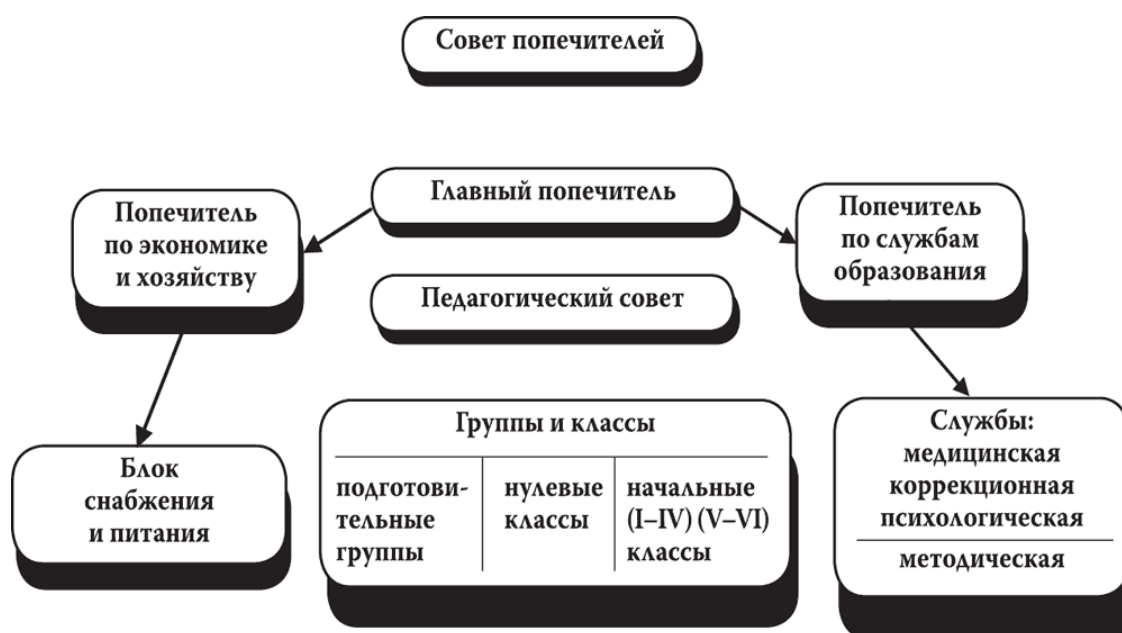 Совет попечителей
Главный попечитель
Попечитель
по экономике
и хозяйству
Попечитель
по службам
образования
Педагогический совет
Группы и классы
подготови-
тельные
группы
нулевые
классы
начальные
(I–IV) (V–VI)
классы
Блок
снабжения
и питания
Службы:
медицинская
коррекционная
психологическая
методическая